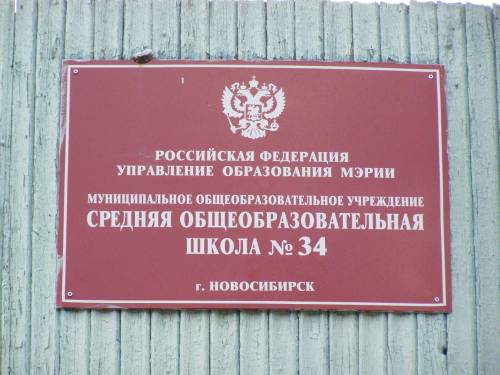 РОССИЙСКАЯ ФЕДЕРАЦИЯ
УПРАВЛЕНИЕ ОБРАЗОВАНИЯ МЭРИИ
МУНИЦИПАЛЬНОЕ ОБЩЕОБРАЗОВАТЕЛЬНОЕ УЧРЕЖДЕНИЕ
СРЕДНЯЯ ОБЩЕОБРАЗОВАТЕЛЬНАЯ
ШКОЛА № 34
г. НОВОСИБИРСК